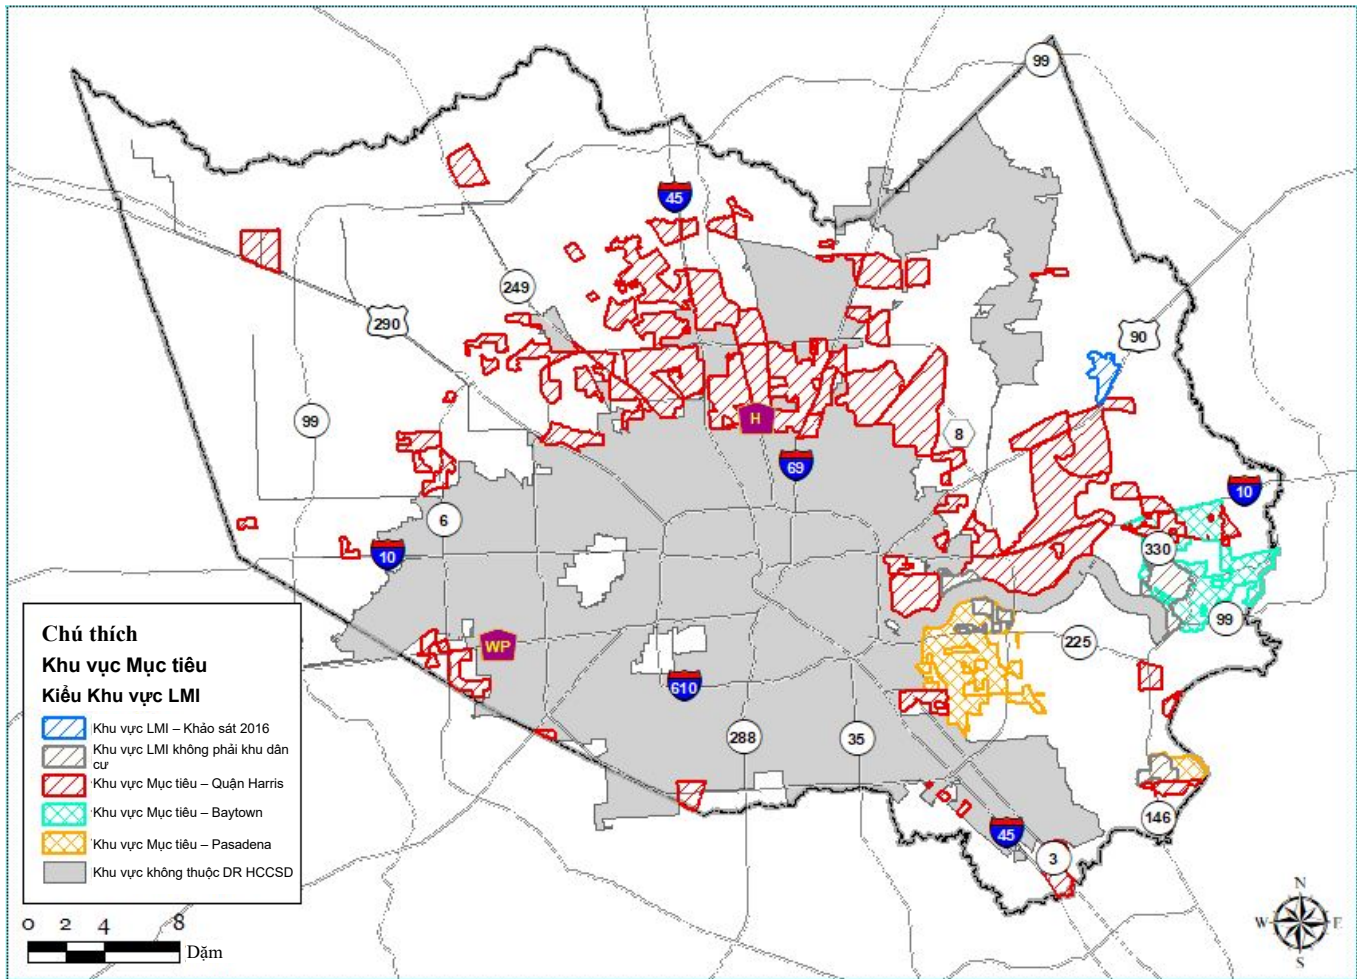 99
45
249
290
90
99
H
8
69
6
10
10
330
99
225
WP
610
288
35
146
45
3
Chú thích
Khu vực Mục tiêu
Kiểu Khu vực LMI
Khu vực LMI – Khảo sát 2016
Khu vực LMI không phải khu dân
cư
Khu vực Mục tiêu – Quận Harris
Khu vực Mục tiêu – Baytown
Khu vực Mục tiêu – Pasadena
Khu vực không thuộc DR HCCSD
0 2 4 8
Dặm
N
W E
S